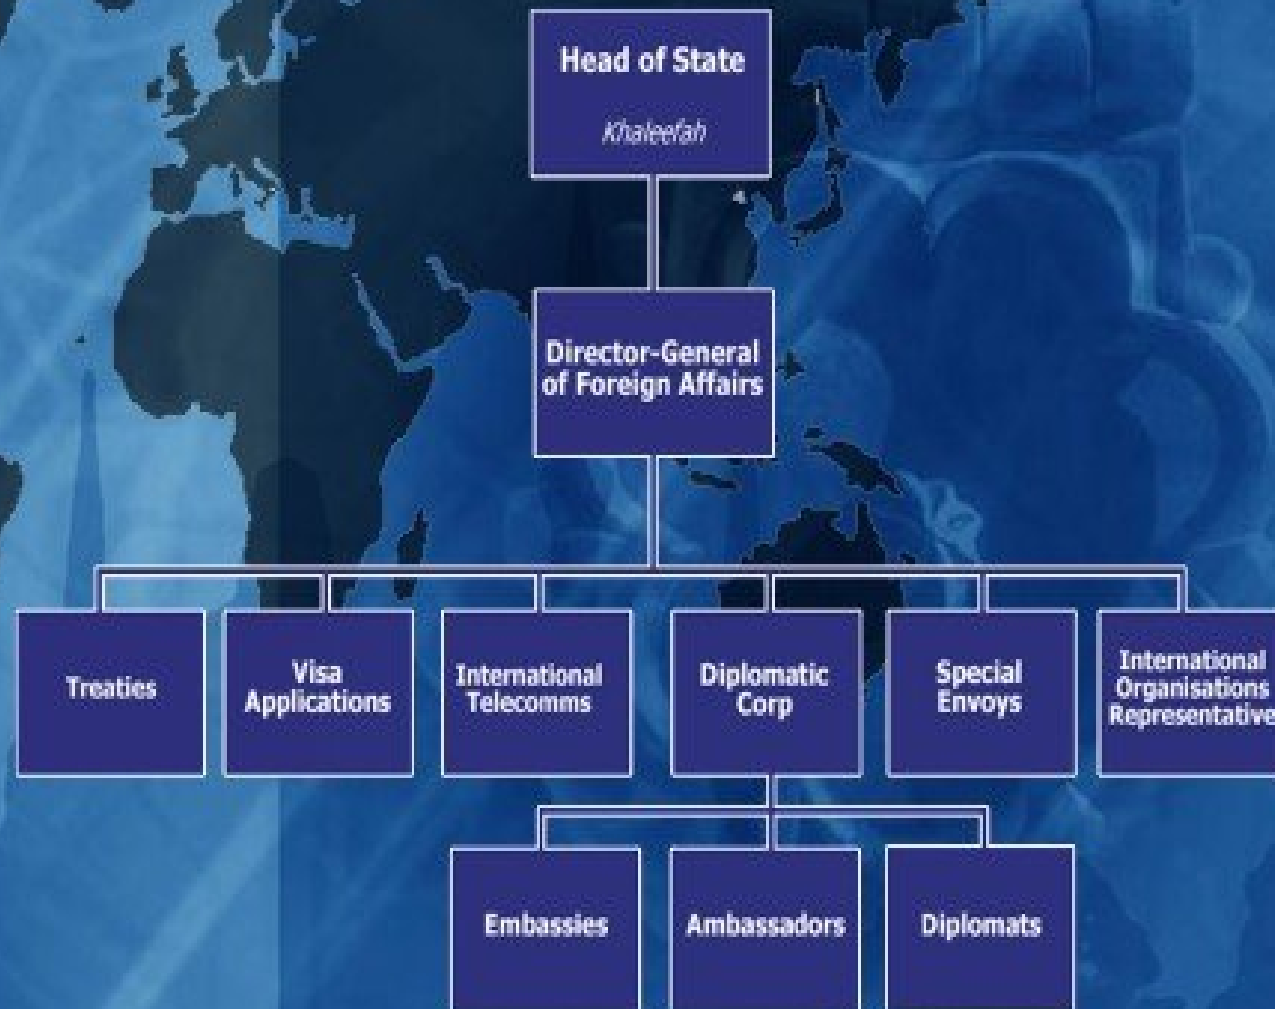 Head of State
Khaleefah
Director-General
of Foreign Affairs
Treaties
Visa
Applications
International
Telecomms
Diplomatic
Corp
Special
Envoys
International
Organisations
Representative
Embassies
Ambassadors
Diplomats